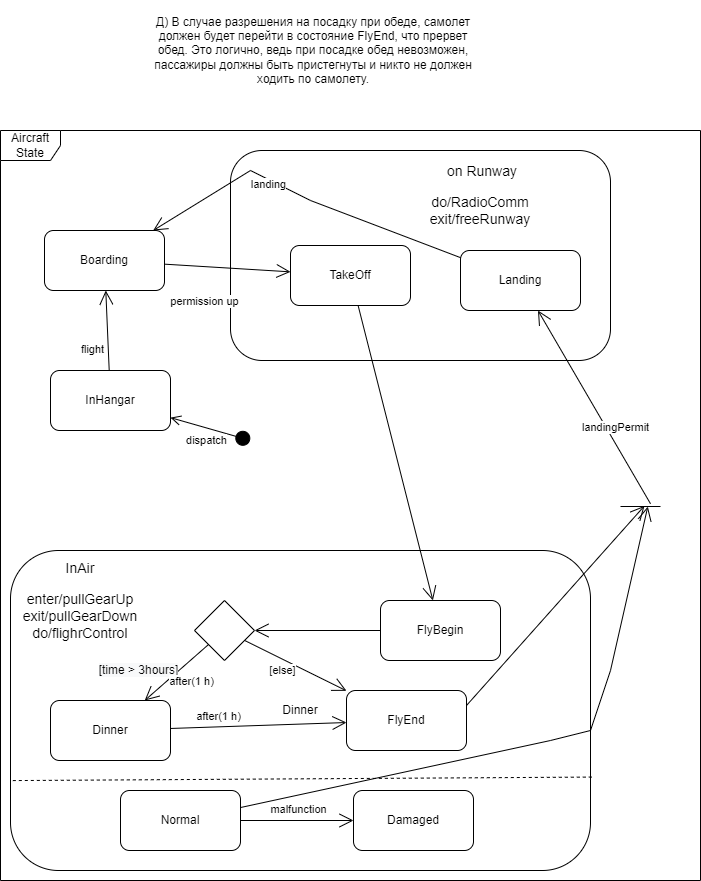 Д) В случае разрешения на посадку при обеде, самолет
должен будет перейти в состояние FlyEnd, что прервет
обед. Это логично, ведь при посадке обед невозможен,
пассажиры должны быть пристегнуты и никто не должен
ходить по самолету.
Aircraft
State
on Runway
landing
do/RadioComm
exit/freeRunway
Boarding
TakeOff
Landing
permission up
flight
InHangar
dispatch
landingPermit
InAir
enter/pullGearUp
exit/pullGearDown
do/flighrControl
FlyBegin
[time > 3hours]
[else]
after(1 h)
Dinner
after(1 h)
Dinner
FlyEnd
Normal
malfunction
Damaged